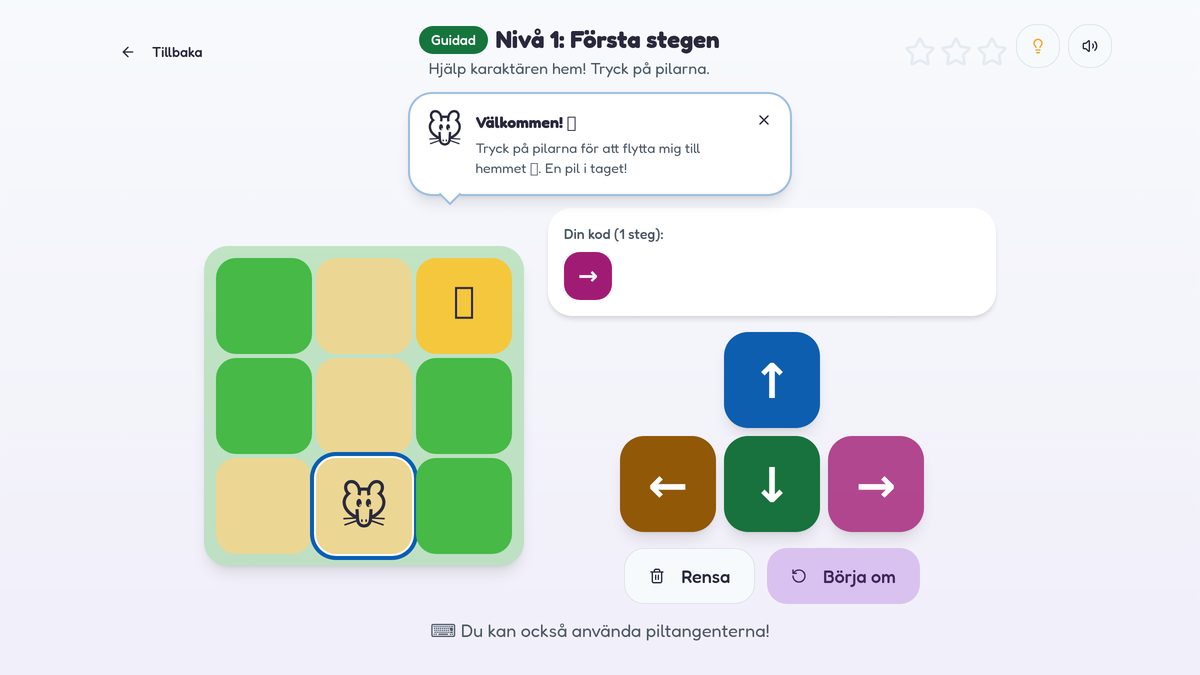 Tillbaka
Guidad
Nivå 1: Första stegen
Hjälp karaktären hem! Tryck på pilarna.
Välkommen!
Tryck på pilarna för att flytta mig till
hemmet . En pil i taget!
Din kod (1 steg):
→
↑
← ↓ →
Rensa
Börja om
⌨ Du kan också använda piltangenterna!